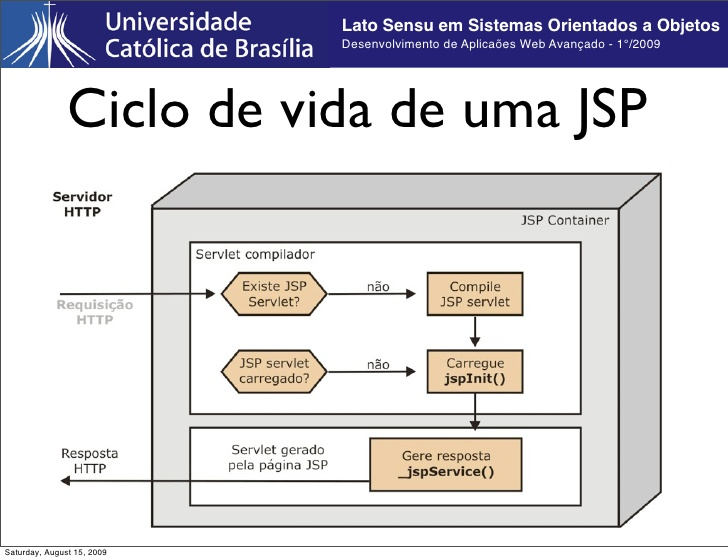 Universidade
Católica de Brasília
Lato Sensu em Sistemas Orientados a Objetos
Desenvolvimento de Aplicaões Web Avançado - 1°/2009
Ciclo de vida de uma JSP
Servidor
HTTP
JSP Container
Servlet compilador
Existe JSP
Servlet?
não
Compile
JSP servlet
Requisição
HTTP
JSP servlet
carregado?
não
Carregue
jspInit()
Resposta
HTTP
Servlet gerado
pela página JSP
Gere resposta
_jspService()
Saturday, August 15, 2009